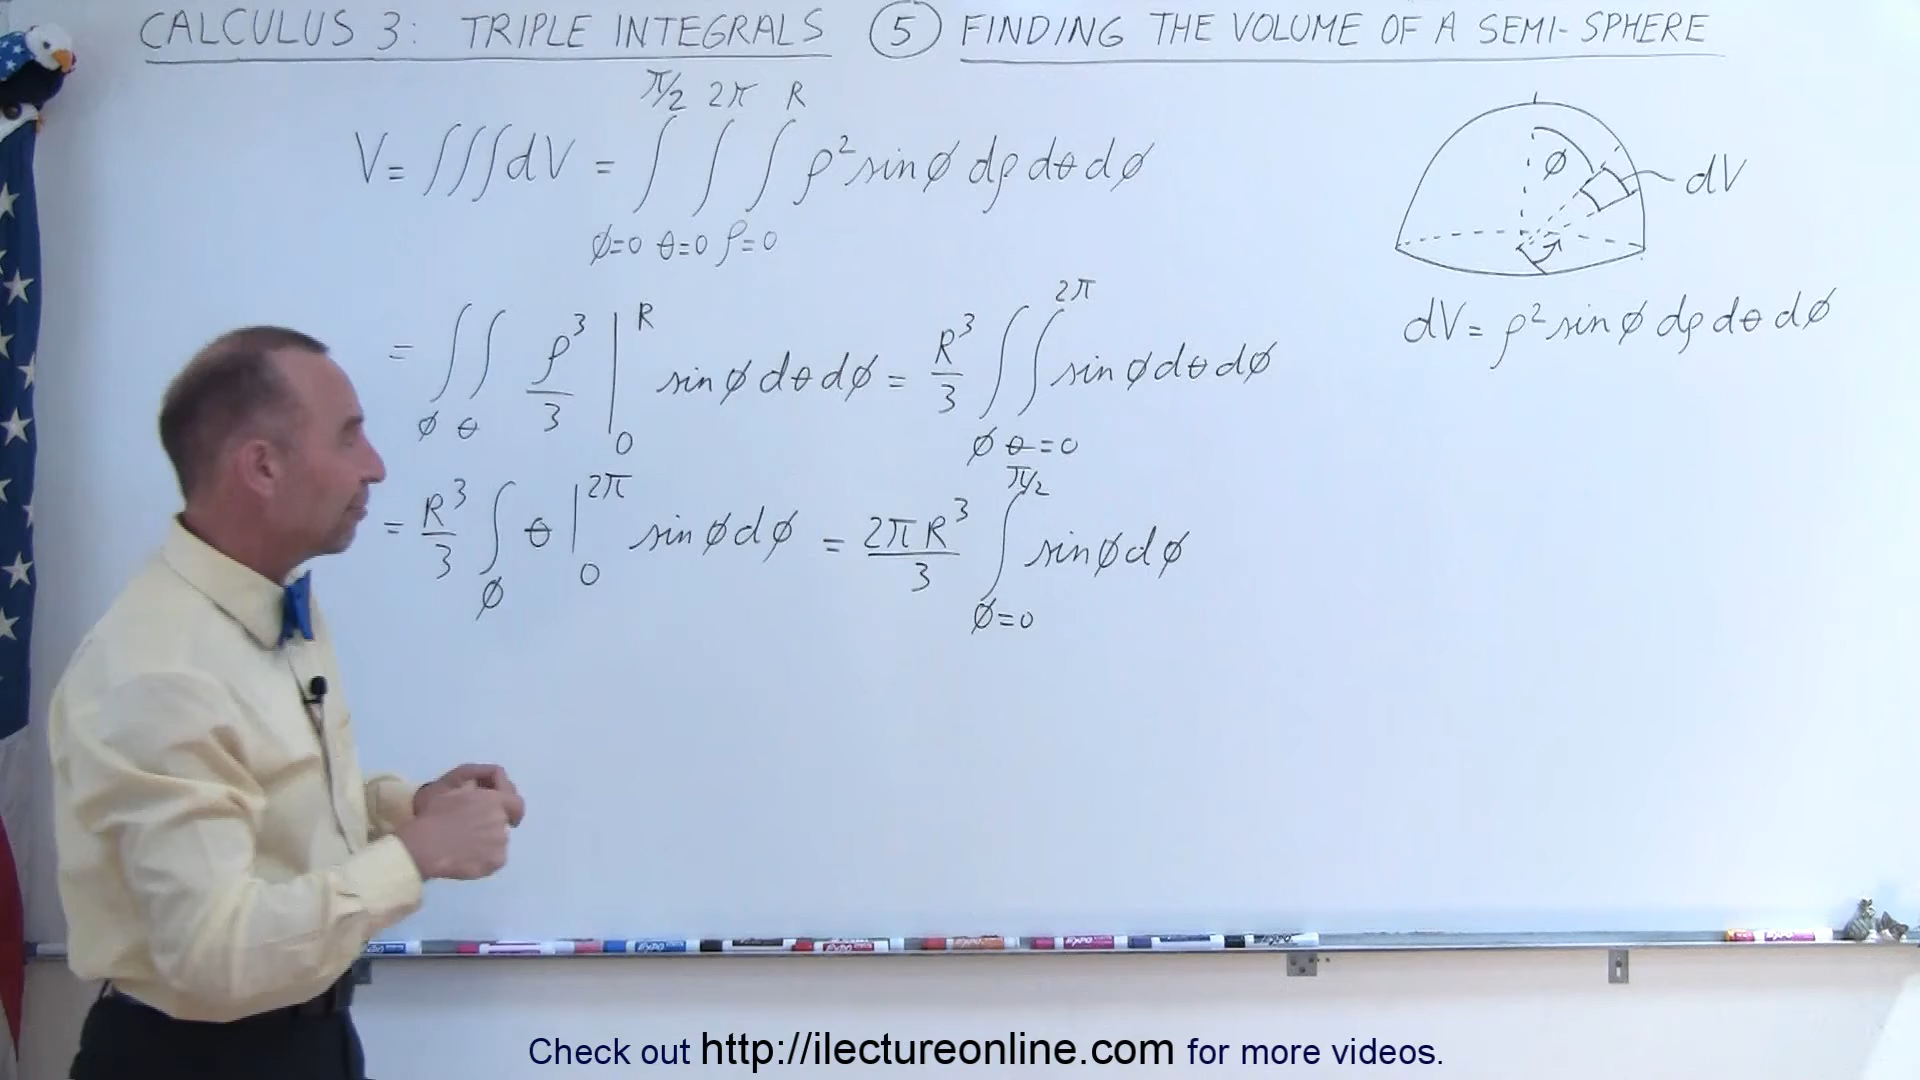 CALCULUS 3: TRIPLE INTEGRALS ⑤ FINDING THE VOLUME OF A SEMI-SPHERE
π/2 2π R
V = ∫∫∫ dV = ∫ ∫ ∫ ρ² sin ϕ dρ dθ dϕ
ϕ=0 θ=0 ρ=0
ϕ
dV
dV = ρ² sin ϕ dρ dθ dϕ
R 2π
= ∫∫ ρ³/3 | sin ϕ dθ dϕ = R³/3 ∫∫ sin ϕ dθ dϕ
ϕ θ 0 ϕ θ=0
2π π/2
= R³/3 ∫ θ | sin ϕ dϕ = 2πR³/3 ∫ sin ϕ dϕ
ϕ 0 ϕ=0
EXPO
EXPO
EXPO
Check out http://ilectureonline.com for more videos.